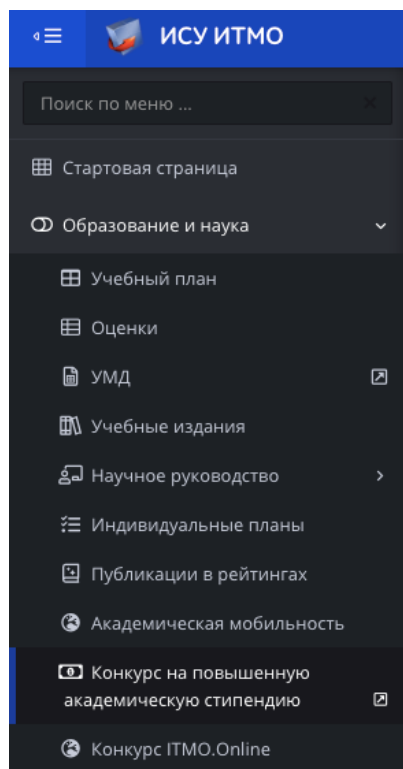 ИСУ ИТМО
Поиск по меню ...
Стартовая страница
Образование и наука
Учебный план
Оценки
УМД
Учебные издания
Научное руководство
Индивидуальные планы
Публикации в рейтингах
Академическая мобильность
Конкурс на повышенную
академическую стипендию
Конкурс ITMO.Online